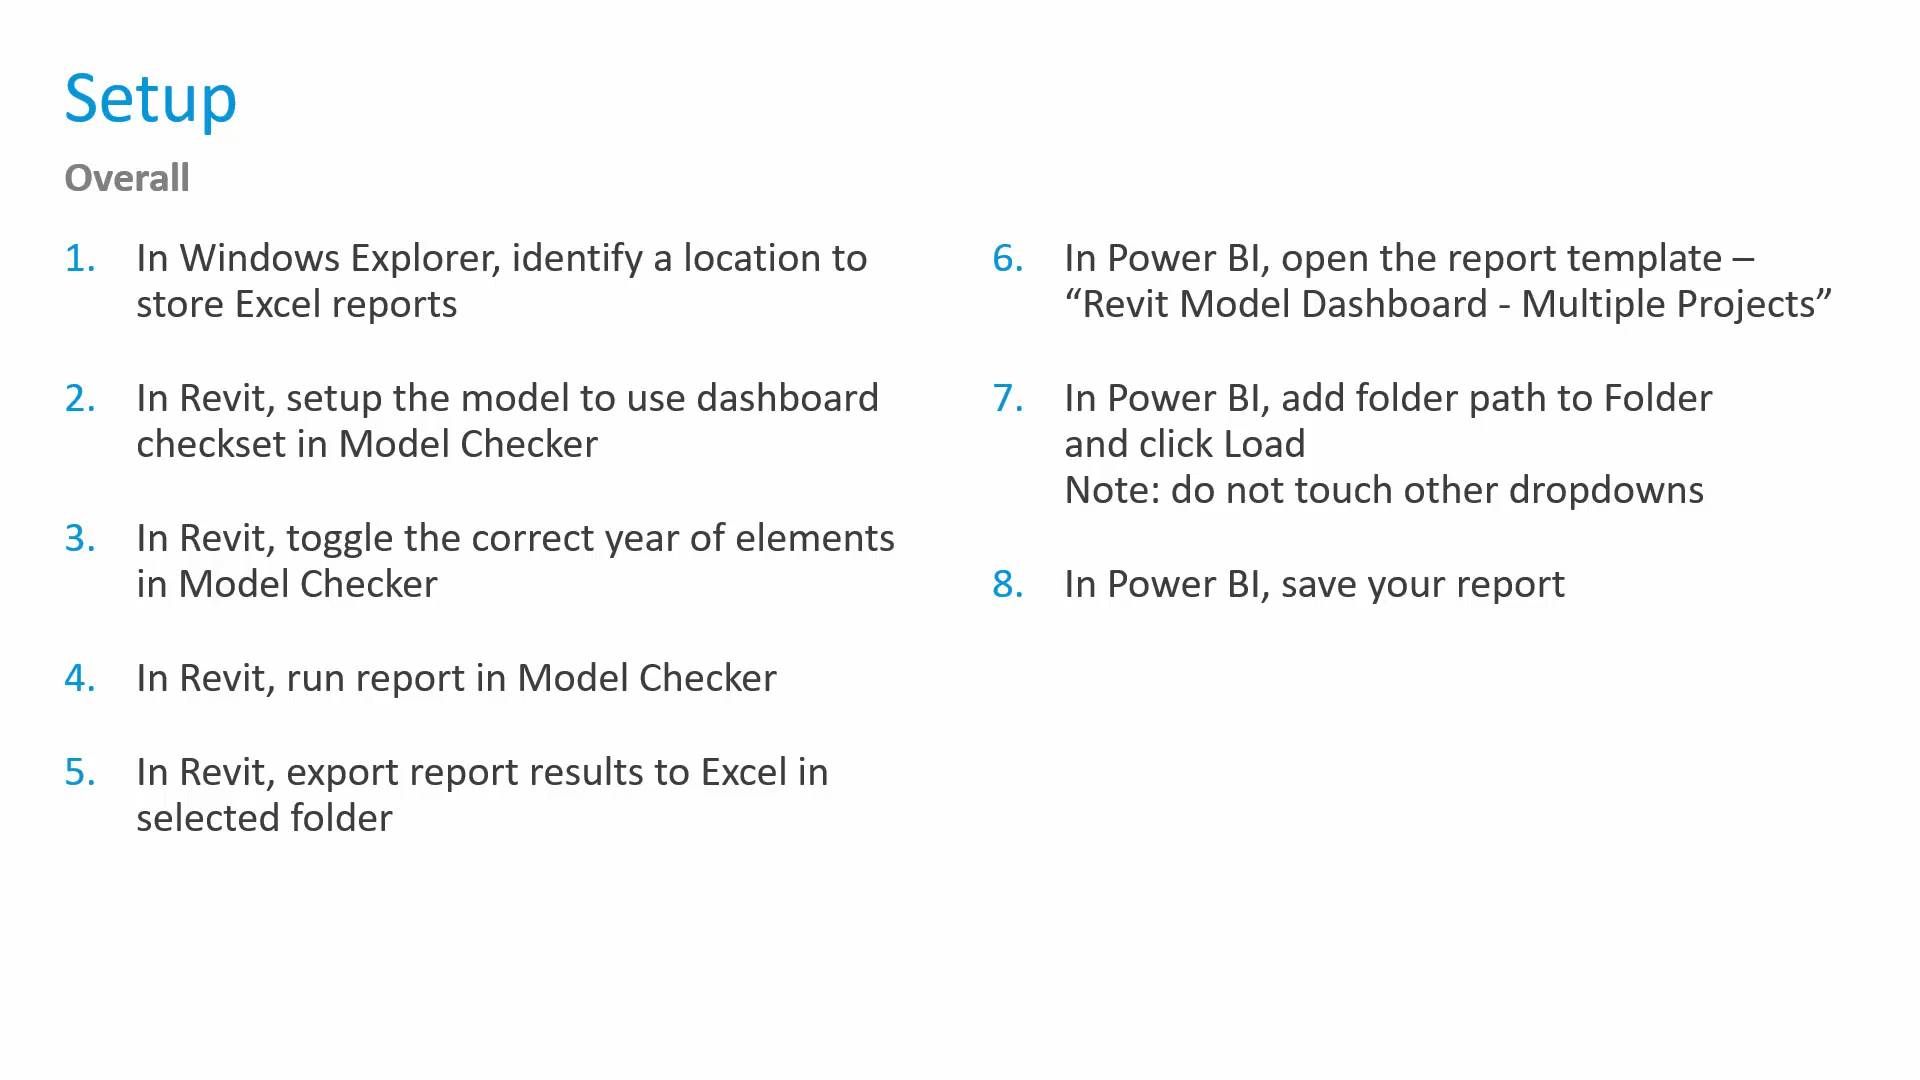 Setup
Overall
1. In Windows Explorer, identify a location to
store Excel reports
2. In Revit, setup the model to use dashboard
checkset in Model Checker
3. In Revit, toggle the correct year of elements
in Model Checker
4. In Revit, run report in Model Checker
5. In Revit, export report results to Excel in
selected folder
6. In Power BI, open the report template –
“Revit Model Dashboard - Multiple Projects”
7. In Power BI, add folder path to Folder
and click Load
Note: do not touch other dropdowns
8. In Power BI, save your report